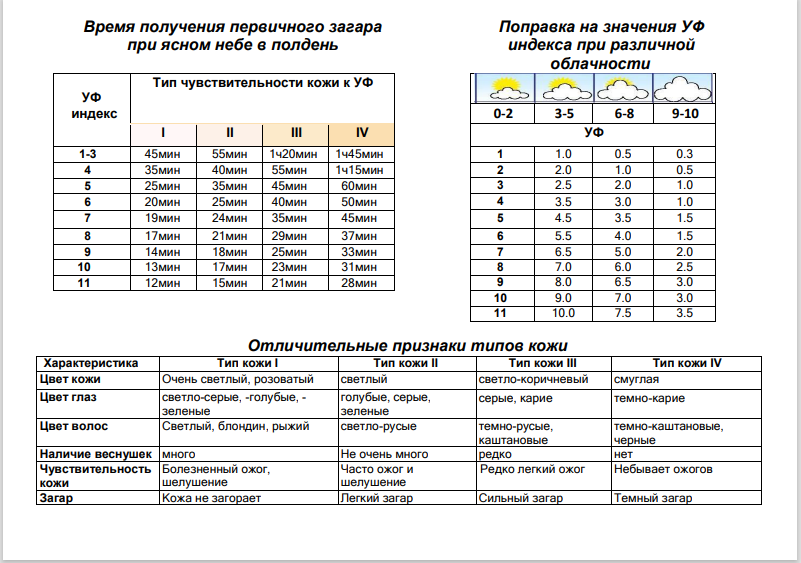 Время получения первичного загара
при ясном небе в полдень
УФ индекс Тип чувствительности кожи к УФ
I II III IV
1-3 45мин 55мин 1ч20мин 1ч45мин
4 35мин 40мин 55мин 1ч15мин
5 25мин 35мин 45мин 60мин
6 20мин 25мин 40мин 50мин
7 19мин 24мин 35мин 45мин
8 17мин 21мин 29мин 37мин
9 14мин 18мин 25мин 33мин
10 13мин 17мин 23мин 31мин
11 12мин 15мин 21мин 28мин
Поправка на значения УФ
индекса при различной
облачности
0-2 3-5 6-8 9-10
УФ
1 1.0 0.5 0.3
2 2.0 1.0 0.5
3 2.5 2.0 1.0
4 3.5 3.0 1.0
5 4.5 3.5 1.5
6 5.5 4.0 1.5
7 6.5 5.0 2.0
8 7.0 6.0 2.5
9 8.0 6.5 3.0
10 9.0 7.0 3.0
11 10.0 7.5 3.5
Отличительные признаки типов кожи
Характеристика Тип кожи I Тип кожи II Тип кожи III Тип кожи IV
Цвет кожи Очень светлый, розоватый светлый светло-коричневый смуглая
Цвет глаз светло-серые, -голубые, -зеленые голубые, серые, зеленые серые, карие темно-карие
Цвет волос Светлый, блондин, рыжий светло-русые темно-русые, каштановые темно-каштановые, черные
Наличие веснушек много Не очень много редко нет
Чувствительность кожи Болезненный ожог, шелушение Часто ожог и шелушение Редко легкий ожог Небывает ожогов
Загар Кожа не загорает Легкий загар Сильный загар Темный загар